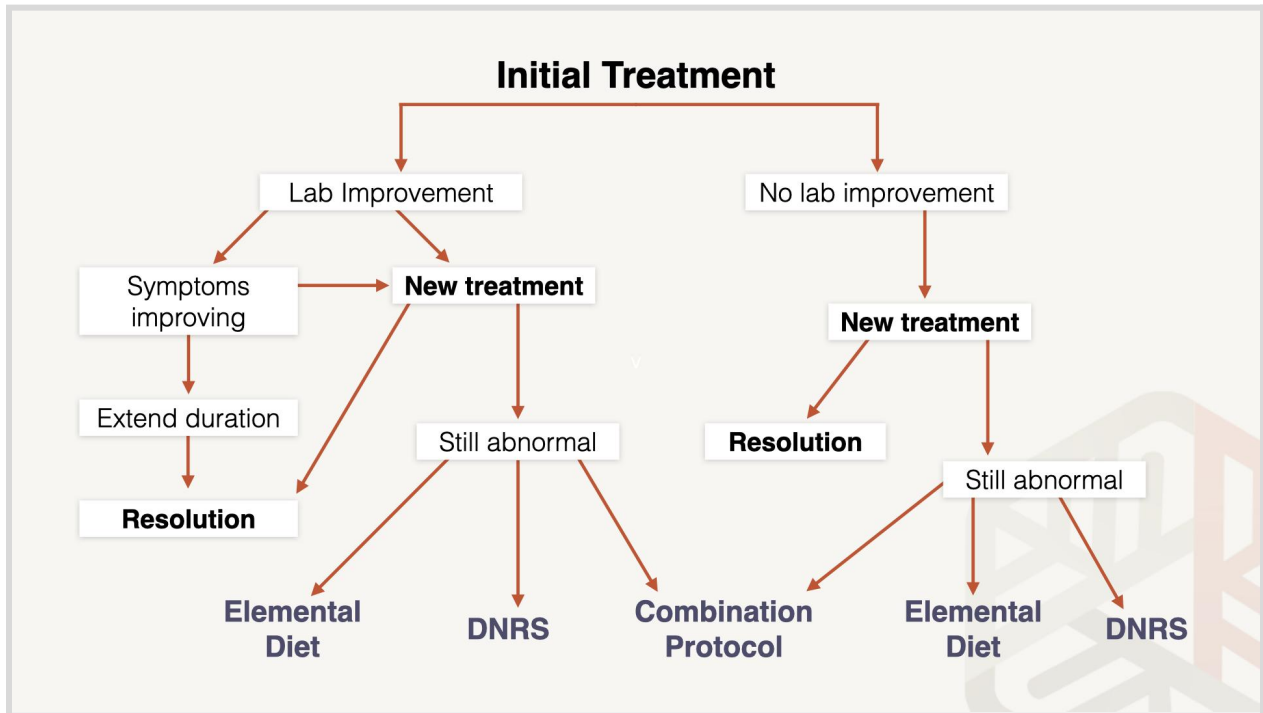 Initial Treatment
Lab Improvement
No lab improvement
Symptoms
improving
New treatment
New treatment
Extend duration
Still abnormal
Resolution
Still abnormal
Resolution
Elemental
Diet
DNRS
Combination
Protocol
Elemental
Diet
DNRS
v